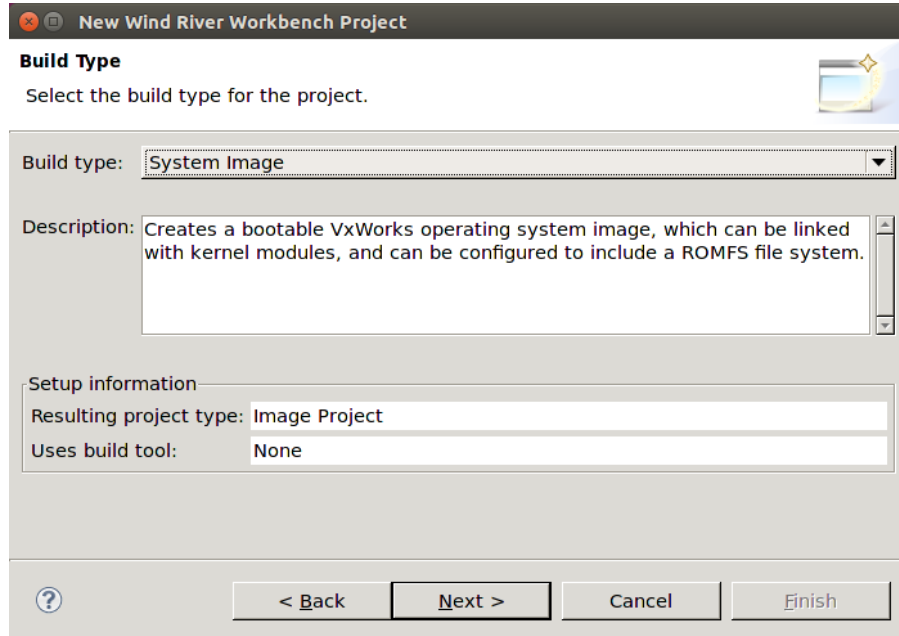 New Wind River Workbench Project
Build Type
Select the build type for the project.
Build type: System Image
Description: Creates a bootable VxWorks operating system image, which can be linked
with kernel modules, and can be configured to include a ROMFS file system.
Setup information
Resulting project type: Image Project
Uses build tool: None
? < Back Next > Cancel Finish